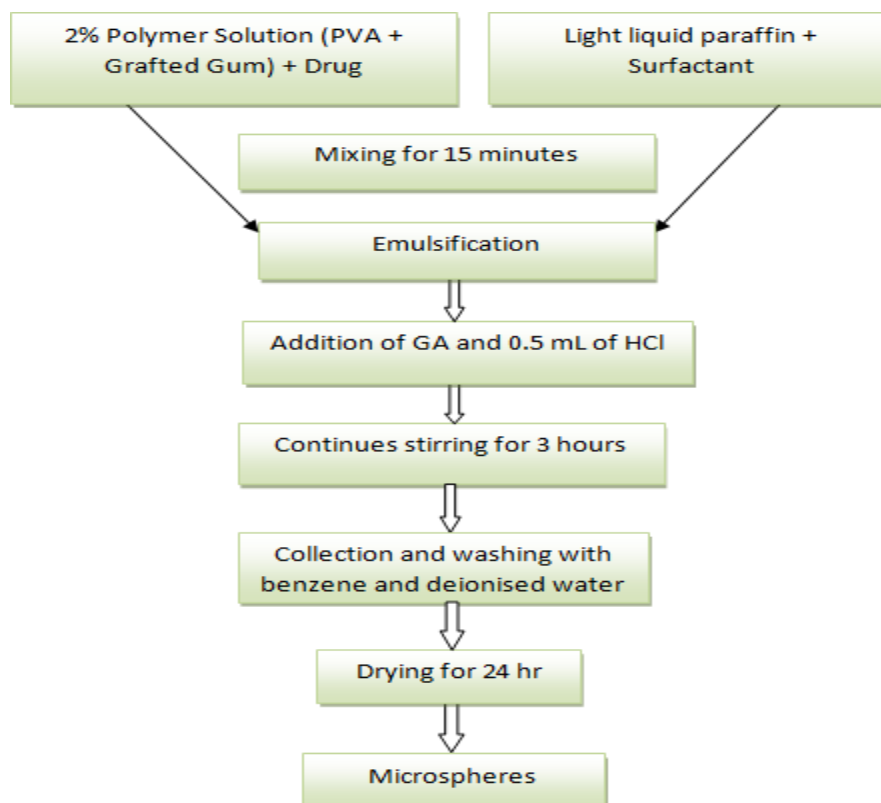 2% Polymer Solution (PVA +
Grafted Gum) + Drug
Light liquid paraffin +
Surfactant
Mixing for 15 minutes
Emulsification
Addition of GA and 0.5 mL of HCl
Continues stirring for 3 hours
Collection and washing with
benzene and deionised water
Drying for 24 hr
Microspheres